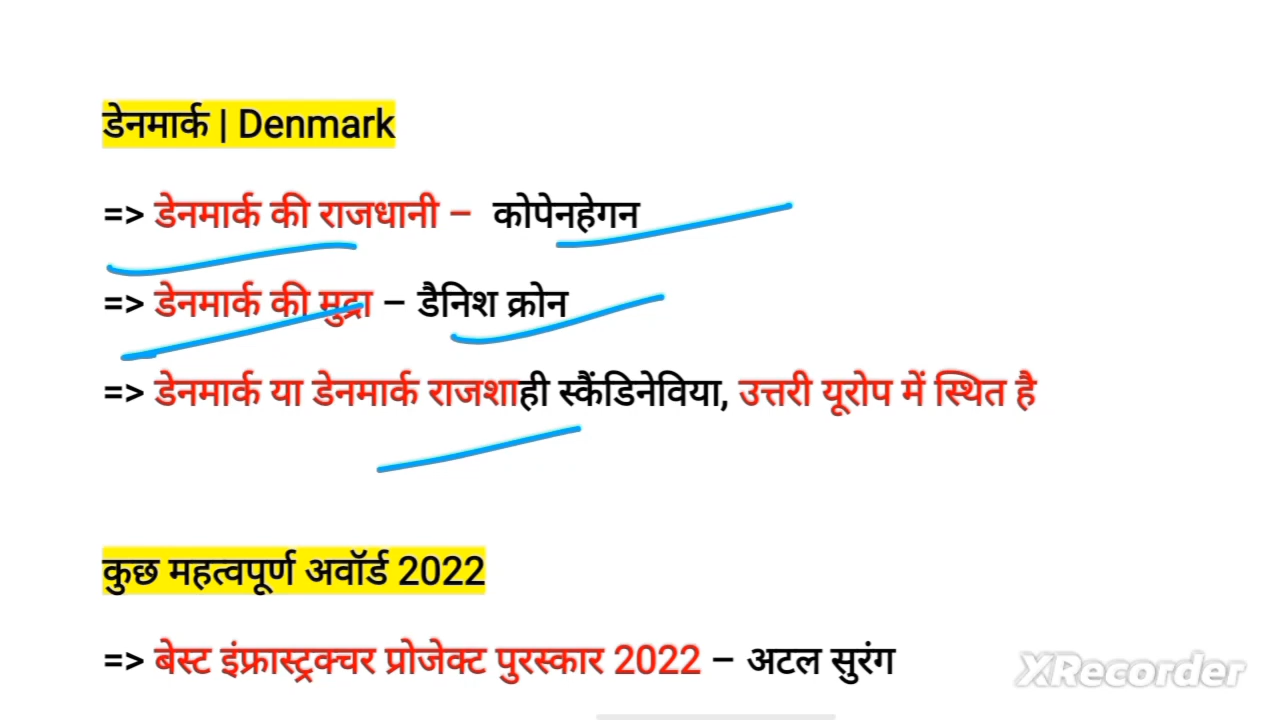 डेनमार्क | Denmark
=> डेनमार्क की राजधानी – कोपेनहेगन
=> डेनमार्क की मुद्रा – डैनिश क्रोन
=> डेनमार्क या डेनमार्क राजशाही स्कैंडिनेविया, उत्तरी यूरोप में स्थित है
कुछ महत्वपूर्ण अवॉर्ड 2022
=> बेस्ट इंफ्रास्ट्रक्चर प्रोजेक्ट पुरस्कार 2022 – अटल सुरंग
XRecorder